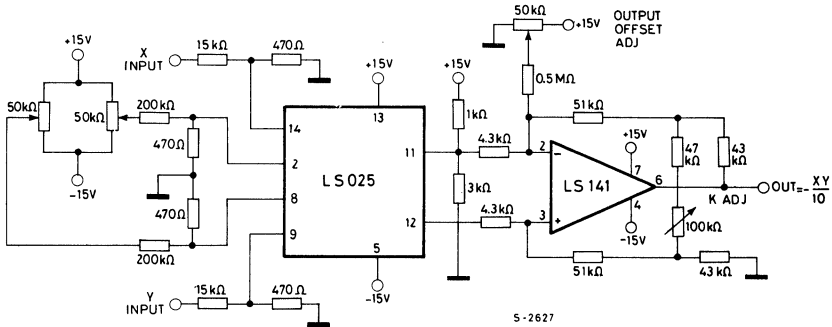 50kΩ
+15V
OUTPUT
OFFSET
ADJ
X
INPUT
15kΩ
470Ω
+15V
+15V
+15V
0.5MΩ
50kΩ
50kΩ
200kΩ
1kΩ
51kΩ
13
14
470Ω
2
LS025
11
4.3kΩ
2
−
+15V
7
47
kΩ
43
kΩ
-15V
8
3kΩ
LS141
6
K ADJ
OUT=-XY/10
470Ω
9
12
4.3kΩ
3
+
4
-15V
100kΩ
200kΩ
5
51kΩ
43kΩ
Y
INPUT
15kΩ
470Ω
-15V
S-2627